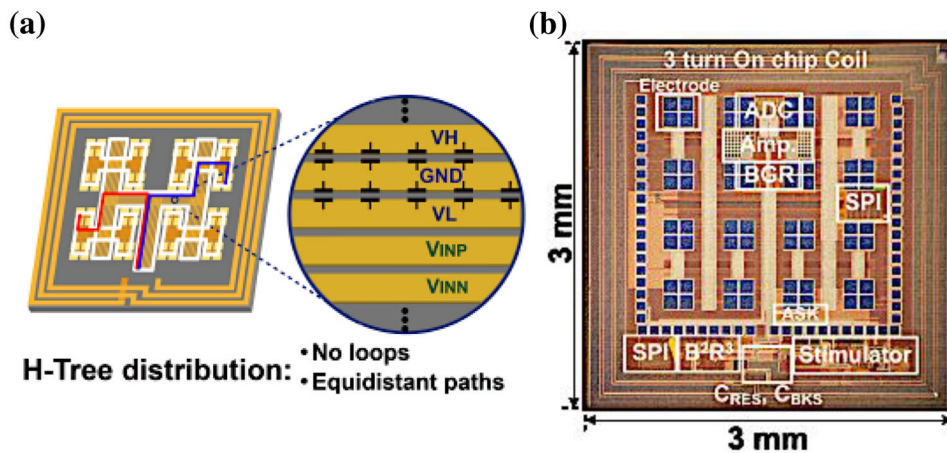 (a)
VH
GND
VL
VINP
VINN
H-Tree distribution:
• No loops
• Equidistant paths
(b)
3 turn On chip Coil
Electrode
ADC
Amp.
BGR
SPI
ASK
SPI
B²R³
Stimulator
CRES, CBKS
3 mm
3 mm